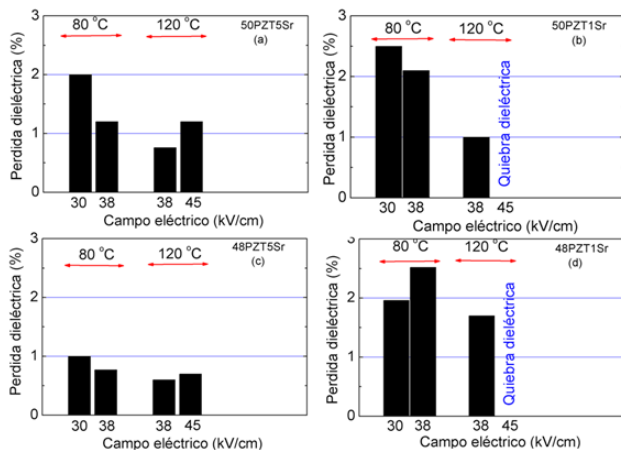 80 °C 120 °C 50PZT5Sr
(a)
Perdida dieléctrica (%)
3
2
1
0
30 38 38 45
Campo eléctrico (kV/cm)
80 °C 120 °C 50PZT1Sr
(b)
Perdida dieléctrica (%)
3
2
1
0
Quiebra dieléctrica
30 38 38 45
Campo eléctrico (kV/cm)
80 °C 120 °C 48PZT5Sr
(c)
Perdida dieléctrica (%)
3
2
1
0
30 38 38 45
Campo eléctrico (kV/cm)
80 °C 120 °C 48PZT1Sr
(d)
Perdida dieléctrica (%)
3
2
1
0
Quiebra dieléctrica
30 38 38 45
Campo eléctrico (kV/cm)